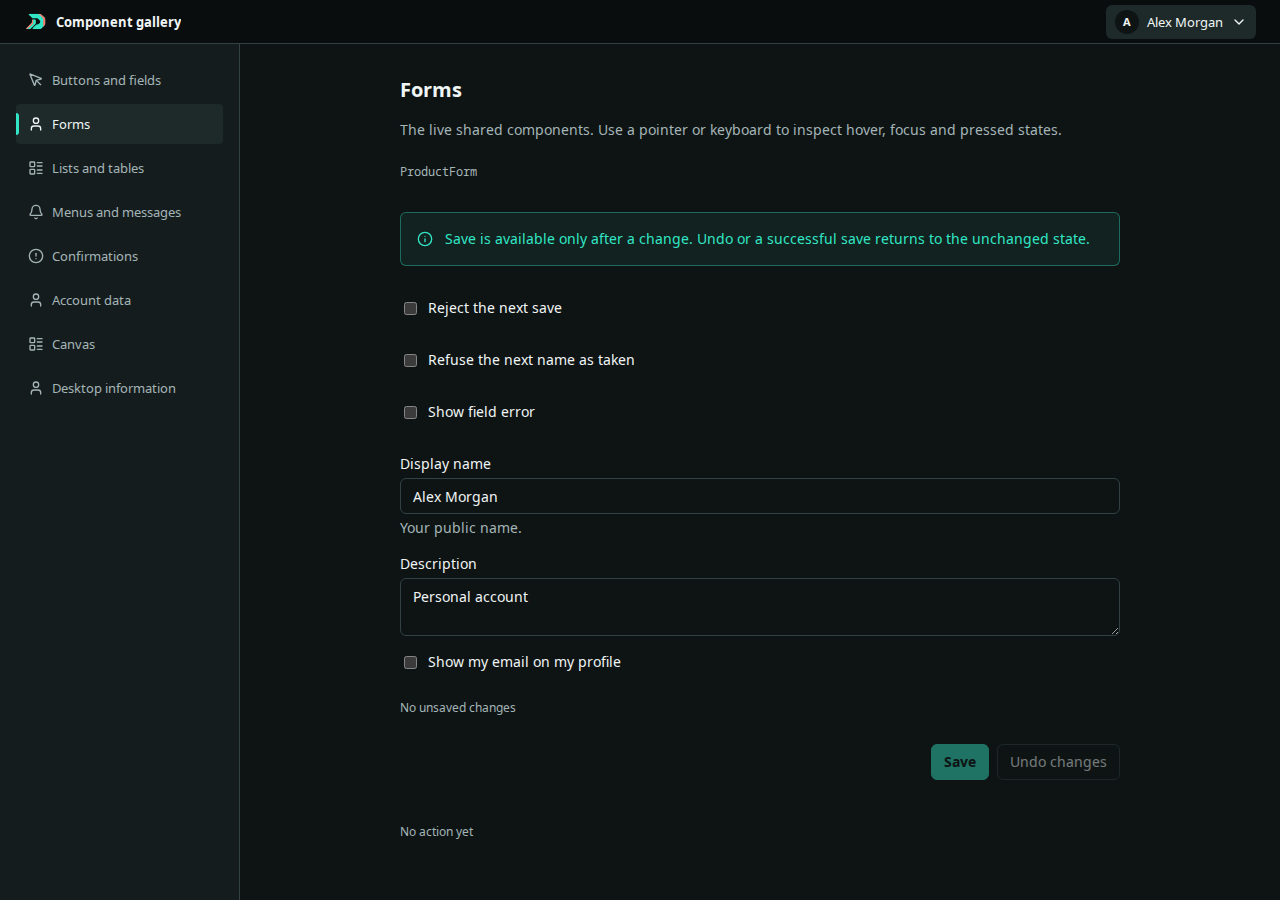 Component gallery
A Alex Morgan
Buttons and fields
Forms
Lists and tables
Menus and messages
Confirmations
Account data
Canvas
Desktop information
Forms
The live shared components. Use a pointer or keyboard to inspect hover, focus and pressed states.
ProductForm
Save is available only after a change. Undo or a successful save returns to the unchanged state.
Reject the next save
Refuse the next name as taken
Show field error
Display name
Alex Morgan
Your public name.
Description
Personal account
Show my email on my profile
No unsaved changes
Save Undo changes
No action yet